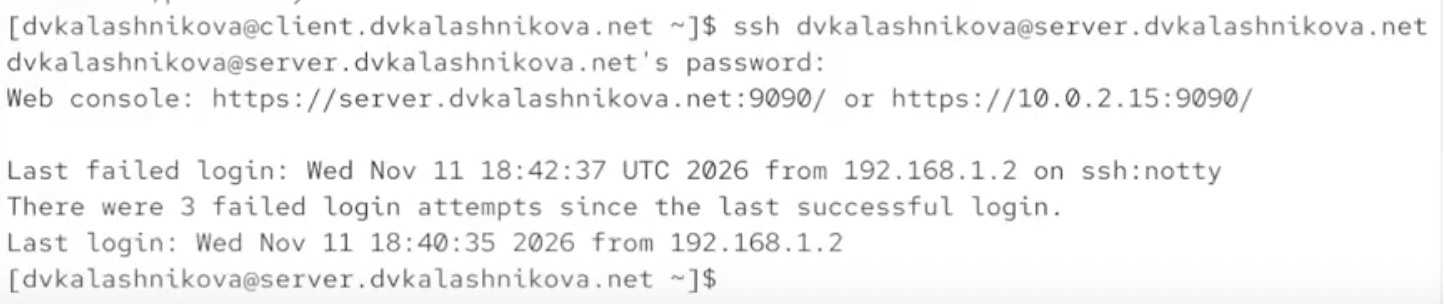 [dvkalashnikova@client.dvkalashnikova.net ~]$ ssh dvkalashnikova@server.dvkalashnikova.net
dvkalashnikova@server.dvkalashnikova.net's password:
Web console: https://server.dvkalashnikova.net:9090/ or https://10.0.2.15:9090/

Last failed login: Wed Nov 11 18:42:37 UTC 2026 from 192.168.1.2 on ssh:notty
There were 3 failed login attempts since the last successful login.
Last login: Wed Nov 11 18:40:35 2026 from 192.168.1.2
[dvkalashnikova@server.dvkalashnikova.net ~]$